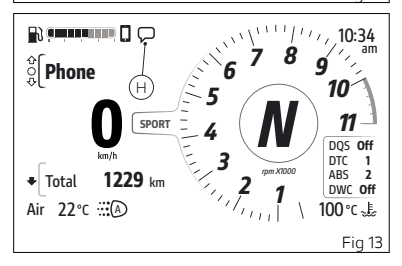 10:34
am
Phone
H
0
km/h
SPORT
N
rpm X1000
1
2
3
4
5
6
7
8
9
10
11
DQS Off
DTC 1
ABS 2
DWC Off
Total 1229 km
Air 22°C A
100°C
Fig 13